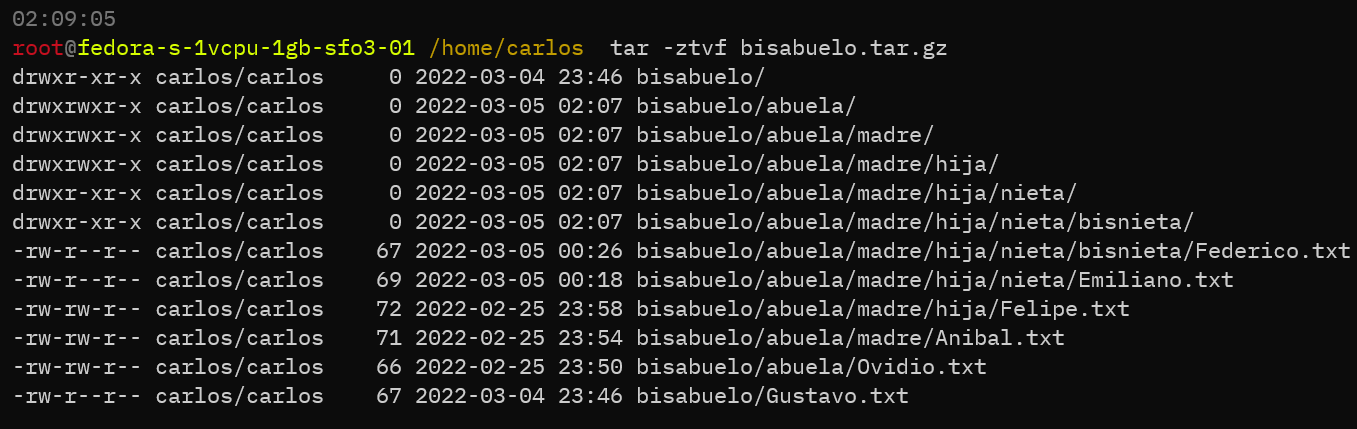 02:09:05
root@fedora-s-1vcpu-1gb-sfo3-01 /home/carlos  tar -ztvf bisabuelo.tar.gz
drwxr-xr-x carlos/carlos     0 2022-03-04 23:46 bisabuelo/
drwxrwxr-x carlos/carlos     0 2022-03-05 02:07 bisabuelo/abuela/
drwxrwxr-x carlos/carlos     0 2022-03-05 02:07 bisabuelo/abuela/madre/
drwxrwxr-x carlos/carlos     0 2022-03-05 02:07 bisabuelo/abuela/madre/hija/
drwxr-xr-x carlos/carlos     0 2022-03-05 02:07 bisabuelo/abuela/madre/hija/nieta/
drwxr-xr-x carlos/carlos     0 2022-03-05 02:07 bisabuelo/abuela/madre/hija/nieta/bisnieta/
-rw-r--r-- carlos/carlos    67 2022-03-05 00:26 bisabuelo/abuela/madre/hija/nieta/bisnieta/Federico.txt
-rw-r--r-- carlos/carlos    69 2022-03-05 00:18 bisabuelo/abuela/madre/hija/nieta/Emiliano.txt
-rw-rw-r-- carlos/carlos    72 2022-02-25 23:58 bisabuelo/abuela/madre/hija/Felipe.txt
-rw-rw-r-- carlos/carlos    71 2022-02-25 23:54 bisabuelo/abuela/madre/Anibal.txt
-rw-rw-r-- carlos/carlos    66 2022-02-25 23:50 bisabuelo/abuela/Ovidio.txt
-rw-r--r-- carlos/carlos    67 2022-03-04 23:46 bisabuelo/Gustavo.txt